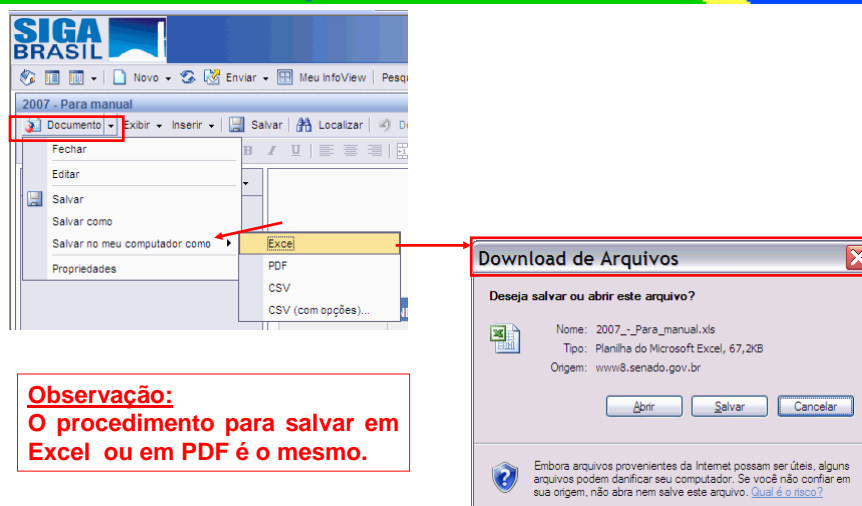 SIGA
BRASIL
Novo Enviar Meu InfoView Pesq
2007 - Para manual
Documento Exibir Inserir Salvar Localizar
B I U
Fechar
Editar
Salvar
Salvar como
Salvar no meu computador como
Propriedades
Excel
PDF
CSV
CSV (com opções)...
Download de Arquivos
Deseja salvar ou abrir este arquivo?
Nome: 2007_-_Para_manual.xls
Tipo: Planilha do Microsoft Excel, 67,2KB
Origem: www8.senado.gov.br
Abrir Salvar Cancelar
Embora arquivos provenientes da Internet possam ser úteis, alguns
arquivos podem danificar seu computador. Se você não confiar em
sua origem, não abra nem salve este arquivo. Qual é o risco?
Observação:
O procedimento para salvar em
Excel ou em PDF é o mesmo.